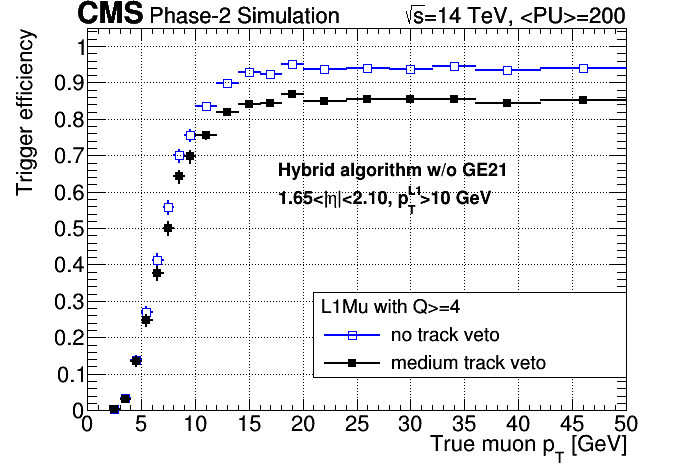 CMS Phase-2 Simulation √s=14 TeV, <PU>=200
Trigger efficiency
1
0.9
0.8
0.7
0.6
0.5
0.4
0.3
0.2
0.1
0
Hybrid algorithm w/o GE21
1.65<|η|<2.10, p_T^L1>10 GeV
L1Mu with Q>=4
no track veto
medium track veto
0 5 10 15 20 25 30 35 40 45 50
True muon p_T [GeV]